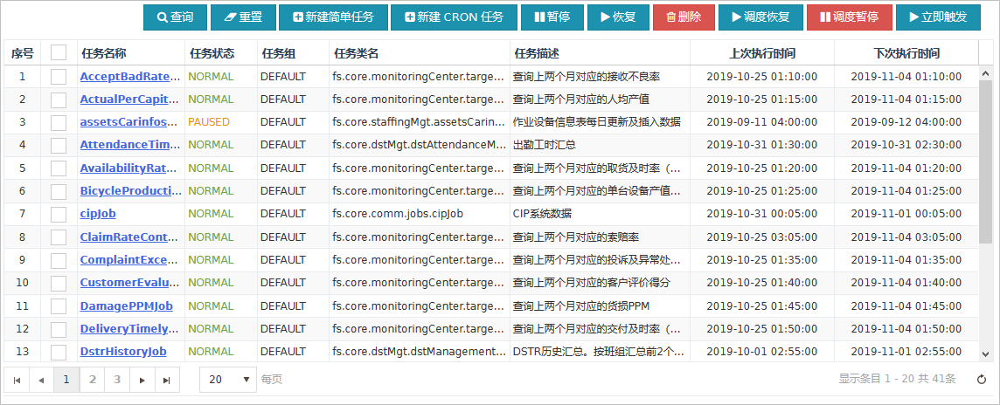 查询 重置 新建简单任务 新建 CRON 任务 暂停 恢复 删除 调度恢复 调度暂停 立即触发
序号 任务名称 任务状态 任务组 任务类名 任务描述 上次执行时间 下次执行时间
1 AcceptBadRate... NORMAL DEFAULT fs.core.monitoringCenter.targe... 查询上两个月对应的接收不良率 2019-10-25 01:10:00 2019-11-04 01:10:00
2 ActualPerCapit... NORMAL DEFAULT fs.core.monitoringCenter.targe... 查询上两个月对应的人均产值 2019-10-25 01:15:00 2019-11-04 01:15:00
3 assetsCarinfos... PAUSED DEFAULT fs.core.staffingMgt.assetsCarin... 作业设备信息表每日更新及插入数据 2019-09-11 04:00:00 2019-09-12 04:00:00
4 AttendanceTim... NORMAL DEFAULT fs.core.dstMgt.dstAttendanceM... 出勤工时汇总 2019-10-31 01:30:00 2019-10-31 02:30:00
5 AvailabilityRat... NORMAL DEFAULT fs.core.monitoringCenter.targe... 查询上两个月对应的取货及时率（... 2019-10-25 01:20:00 2019-11-04 01:20:00
6 BicycleProducti... NORMAL DEFAULT fs.core.monitoringCenter.targe... 查询上两个月对应的单台设备产值... 2019-10-25 01:25:00 2019-11-04 01:25:00
7 cipJob NORMAL DEFAULT fs.core.comm.jobs.cipJob CIP系统数据 2019-10-31 00:05:00 2019-11-01 00:05:00
8 ClaimRateCont... NORMAL DEFAULT fs.core.monitoringCenter.targe... 查询上两个月对应的索赔率 2019-10-25 03:05:00 2019-11-04 03:05:00
9 ComplaintExce... NORMAL DEFAULT fs.core.monitoringCenter.targe... 查询上两个月对应的投诉及异常处... 2019-10-25 01:35:00 2019-11-04 01:35:00
10 CustomerEvalu... NORMAL DEFAULT fs.core.monitoringCenter.targe... 查询上两个月对应的客户评价得分 2019-10-25 01:40:00 2019-11-04 01:40:00
11 DamagePPMJob NORMAL DEFAULT fs.core.monitoringCenter.targe... 查询上两个月对应的货损PPM 2019-10-25 01:45:00 2019-11-04 01:45:00
12 DeliveryTimely... NORMAL DEFAULT fs.core.monitoringCenter.targe... 查询上两个月对应的交付及时率（... 2019-10-25 01:50:00 2019-11-04 01:50:00
13 DstrHistoryJob NORMAL DEFAULT fs.core.dstMgt.dstManagement... DSTR历史汇总。按班组汇总前2个... 2019-10-01 02:55:00 2019-11-01 02:55:00
1 2 3 20 每页 显示条目 1 - 20 共 41条